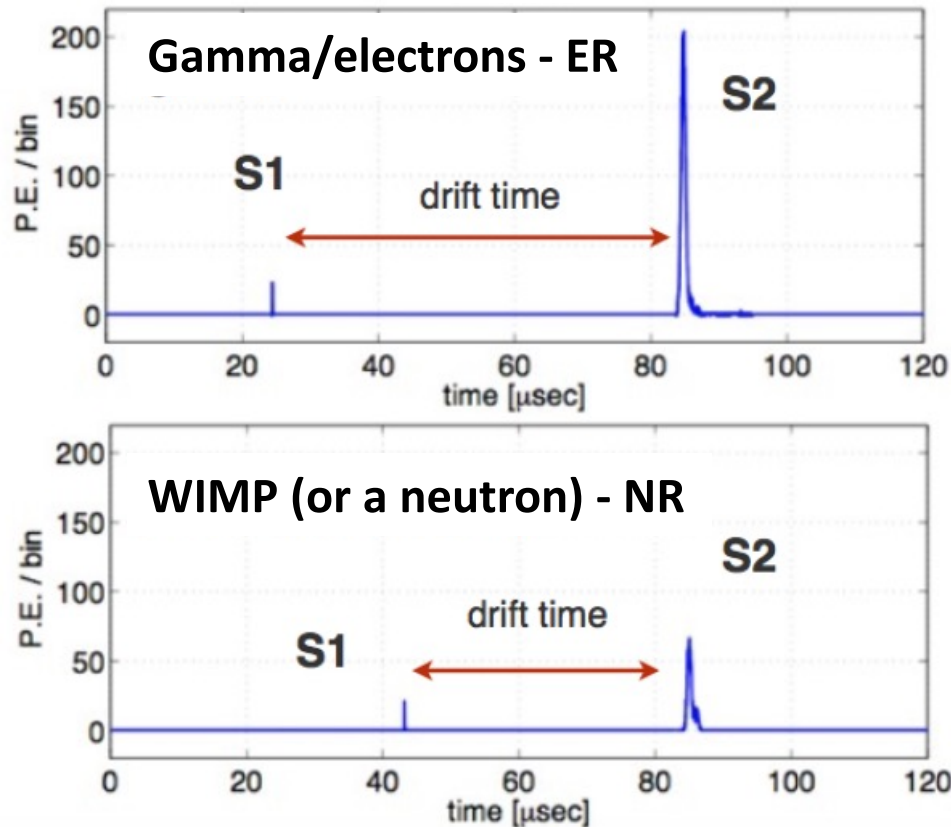 200
Gamma/electrons - ER
S2
150
S1
100
drift time
50
0
P.E. / bin
0 20 40 60 80 100 120
time [μsec]
200
WIMP (or a neutron) - NR
150
S2
100
drift time
S1
50
0
P.E. / bin
0 20 40 60 80 100 120
time [μsec]